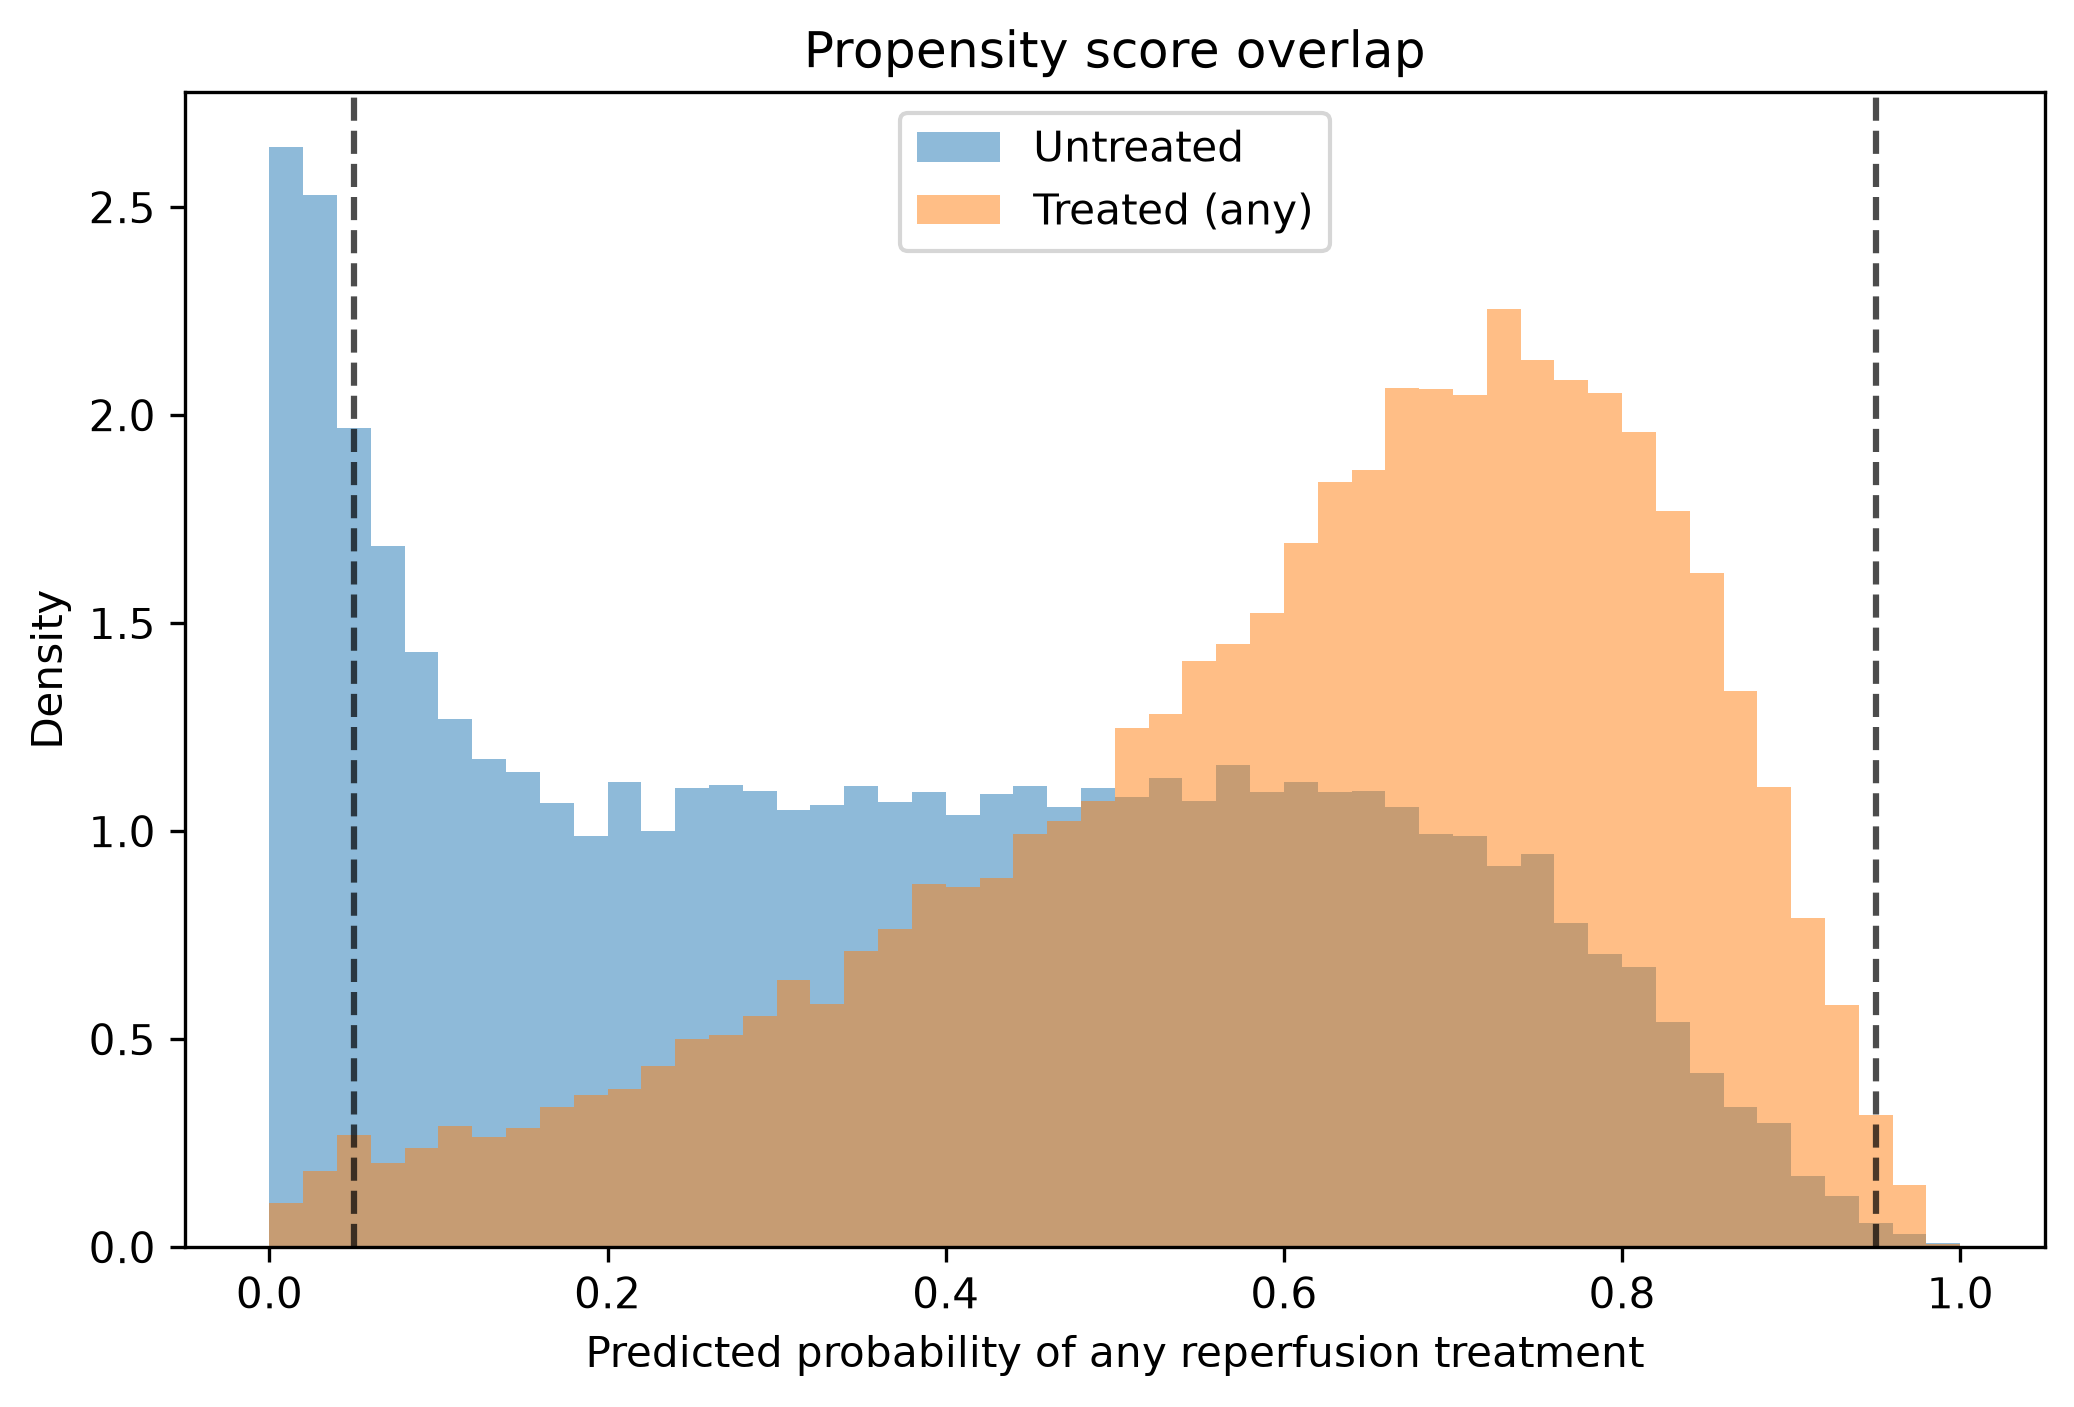 Propensity score overlap
Untreated
Treated (any)
Density
2.5
2.0
1.5
1.0
0.5
0.0
0.0 0.2 0.4 0.6 0.8 1.0
Predicted probability of any reperfusion treatment